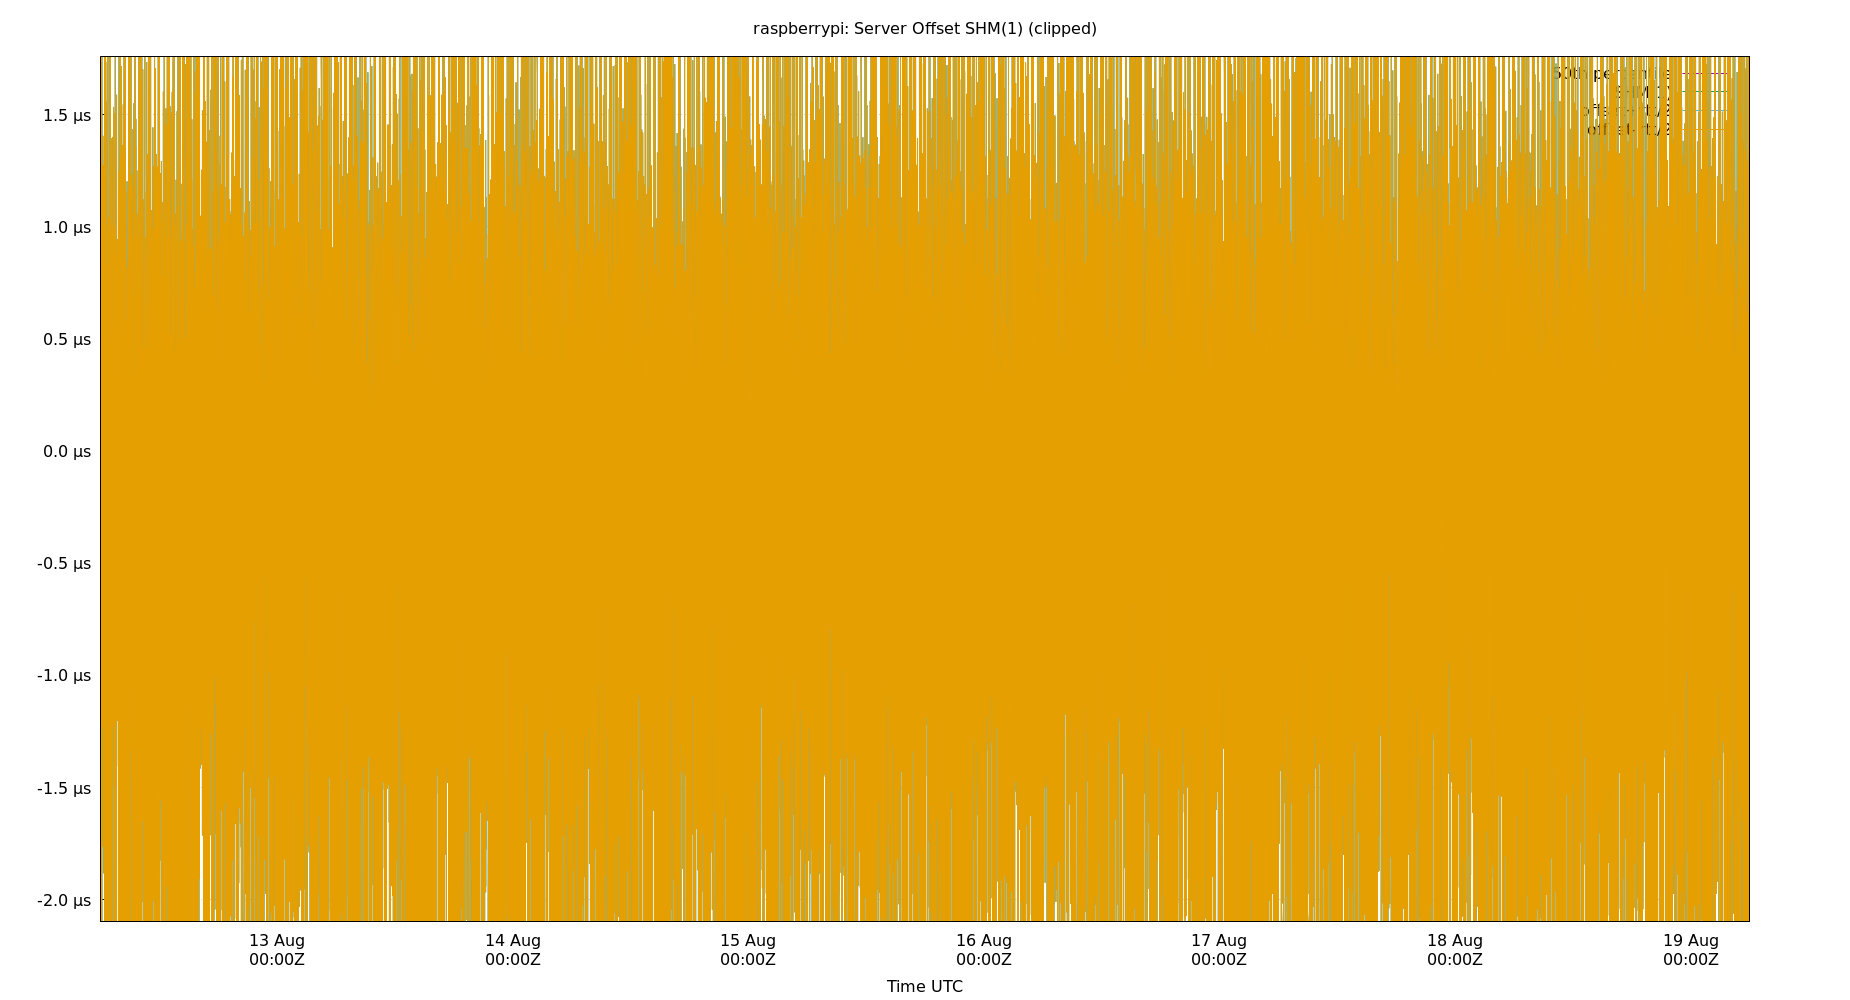 raspberrypi: Server Offset SHM(1) (clipped)
1.5 µs
1.0 µs
0.5 µs
0.0 µs
-0.5 µs
-1.0 µs
-1.5 µs
-2.0 µs
13 Aug 14 Aug 15 Aug 16 Aug 17 Aug 18 Aug 19 Aug
00:00Z 00:00Z 00:00Z 00:00Z 00:00Z 00:00Z 00:00Z
Time UTC